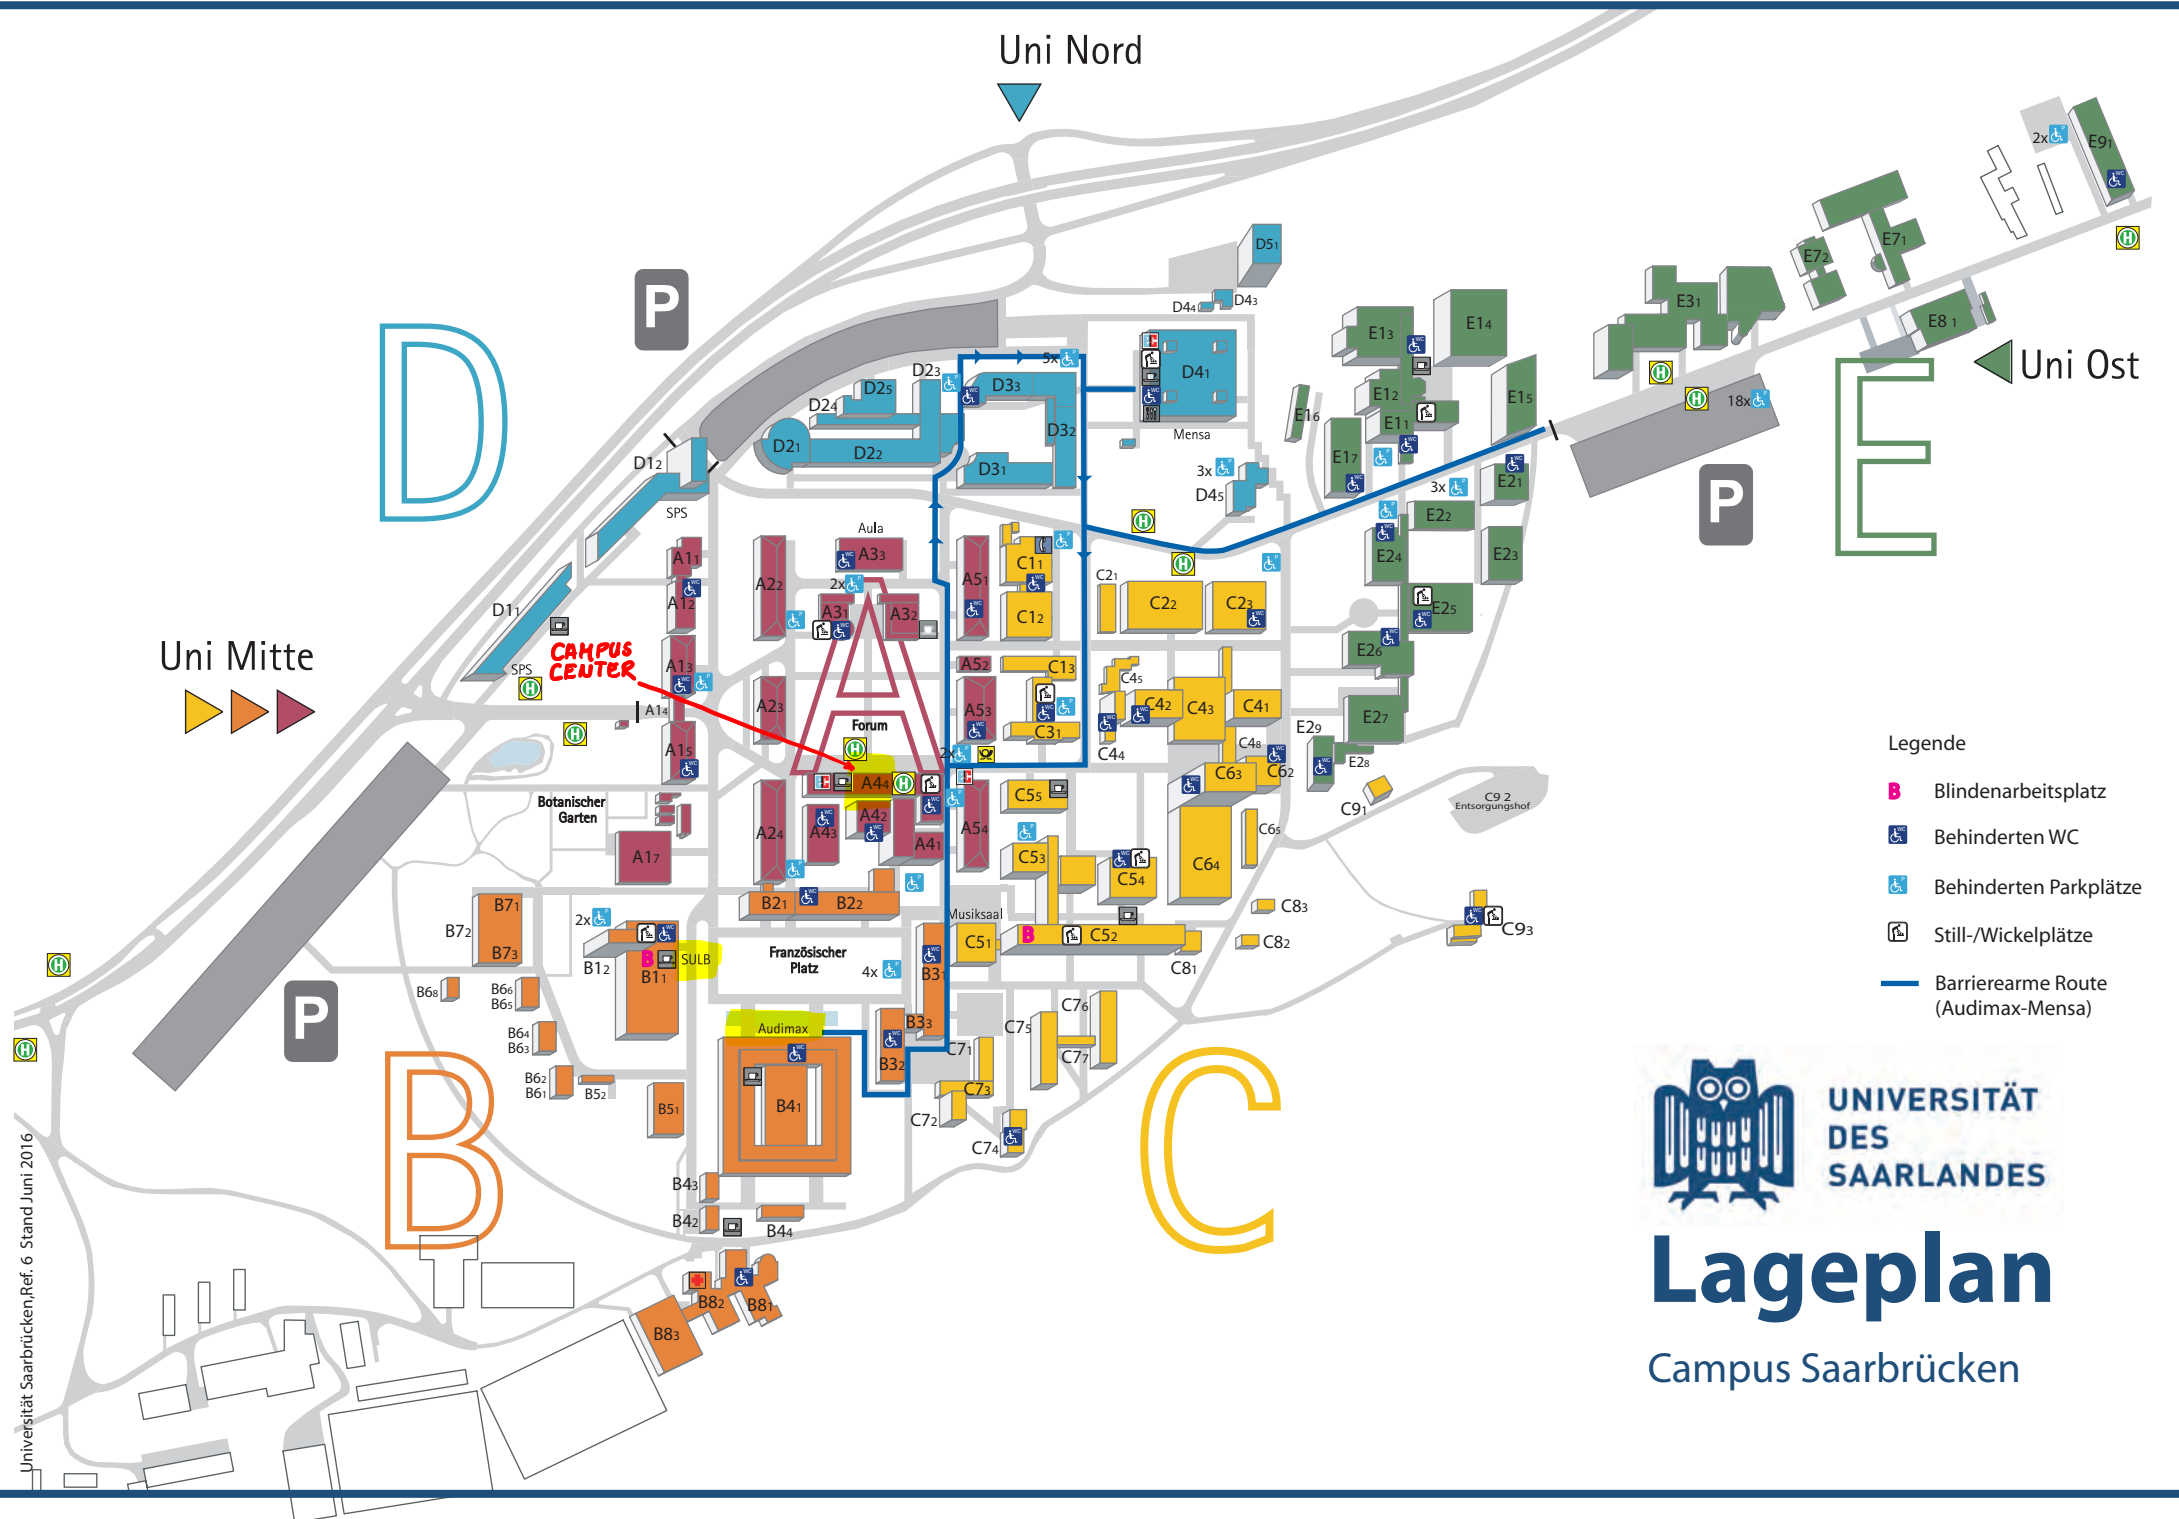 Uni Nord
D51
D44
D43
2x
E91
E72
E71
E31
E8 1
Uni Ost
P
D
D23
D25
D24
D21
D22
5x
D33
D32
D31
D41
Mensa
3x
D45
E13
E14
E12
E11
E15
E16
E17
18x
P
E
D12
SPS
D11
SPS
Uni Mitte
CAMPUS
CENTER
A11
A12
A13
A14
A15
A17
Aula
A33
A22
2x
A31
A32
A23
Forum
A
A44
A24
A43
A42
A41
A51
A52
A53
2x
A54
C11
C12
C13
C31
C21
C22
C23
C45
C42
C43
C41
C44
C48
C63
C62
C55
C53
C54
C64
C65
3x
E21
E22
E23
E24
E25
E26
E27
E29
E28
C91
C9 2
Entsorgungshof
Botanischer
Garten
B71
B72
B73
2x
B12
B
B11
SULB
B21
B22
Französischer
Platz
4x
B31
B33
B32
Musiksaal
C51
B
C52
C81
C83
C82
C93
B68
B66
B65
B64
B63
B62
B61
B52
B51
Audimax
B41
B43
B42
B44
B82
B81
B83
C71
C73
C72
C74
C75
C76
C77
P
B
C
Legende
B Blindenarbeitsplatz
Behinderten WC
Behinderten Parkplätze
Still-/Wickelplätze
Barrierearme Route
(Audimax-Mensa)
UNIVERSITÄT
DES
SAARLANDES
Lageplan
Campus Saarbrücken
Universität Saarbrücken,Ref. 6 Stand Juni 2016